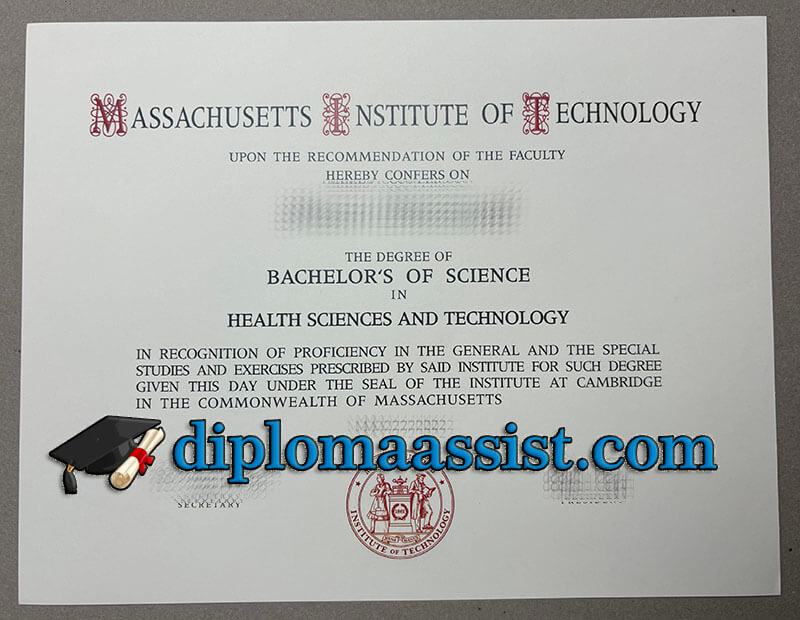 MASSACHUSETTS INSTITUTE OF TECHNOLOGY
UPON THE RECOMMENDATION OF THE FACULTY
HEREBY CONFERS ON
THE DEGREE OF
BACHELOR'S OF SCIENCE
IN
HEALTH SCIENCES AND TECHNOLOGY
IN RECOGNITION OF PROFICIENCY IN THE GENERAL AND THE SPECIAL
STUDIES AND EXERCISES PRESCRIBED BY SAID INSTITUTE FOR SUCH DEGREE
GIVEN THIS DAY UNDER THE SEAL OF THE INSTITUTE AT CAMBRIDGE
IN THE COMMONWEALTH OF MASSACHUSETTS
diplomaassist.com
SECRETARY
PRESIDENT
INSTITUTE OF TECHNOLOGY